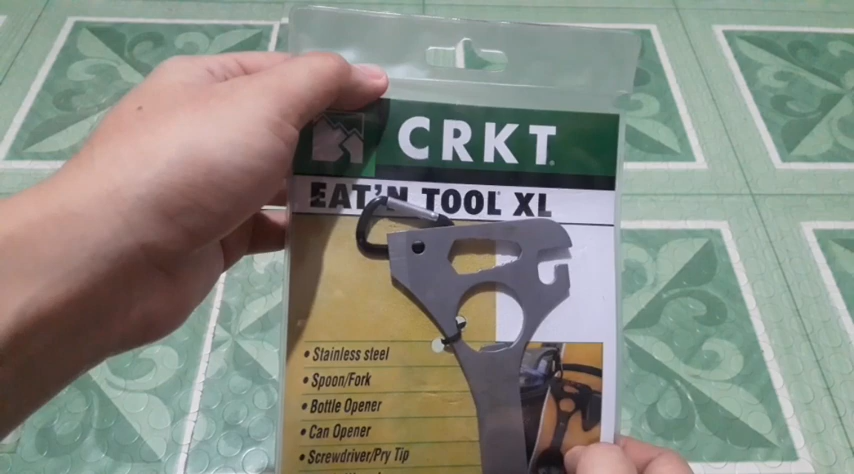 CRKT
EAT'N TOOL XL
• Stainless steel
• Spoon/Fork
• Bottle Opener
• Can Opener
• Screwdriver/Pry Tip